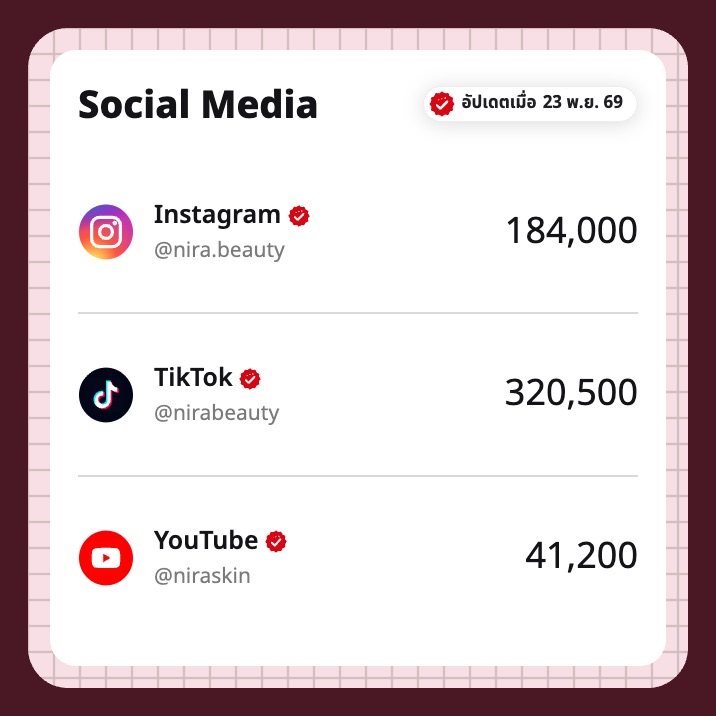 Social Media
อัปเดตเมื่อ 23 พ.ย. 69
Instagram
@nira.beauty
184,000
TikTok
@nirabeauty
320,500
YouTube
@niraskin
41,200